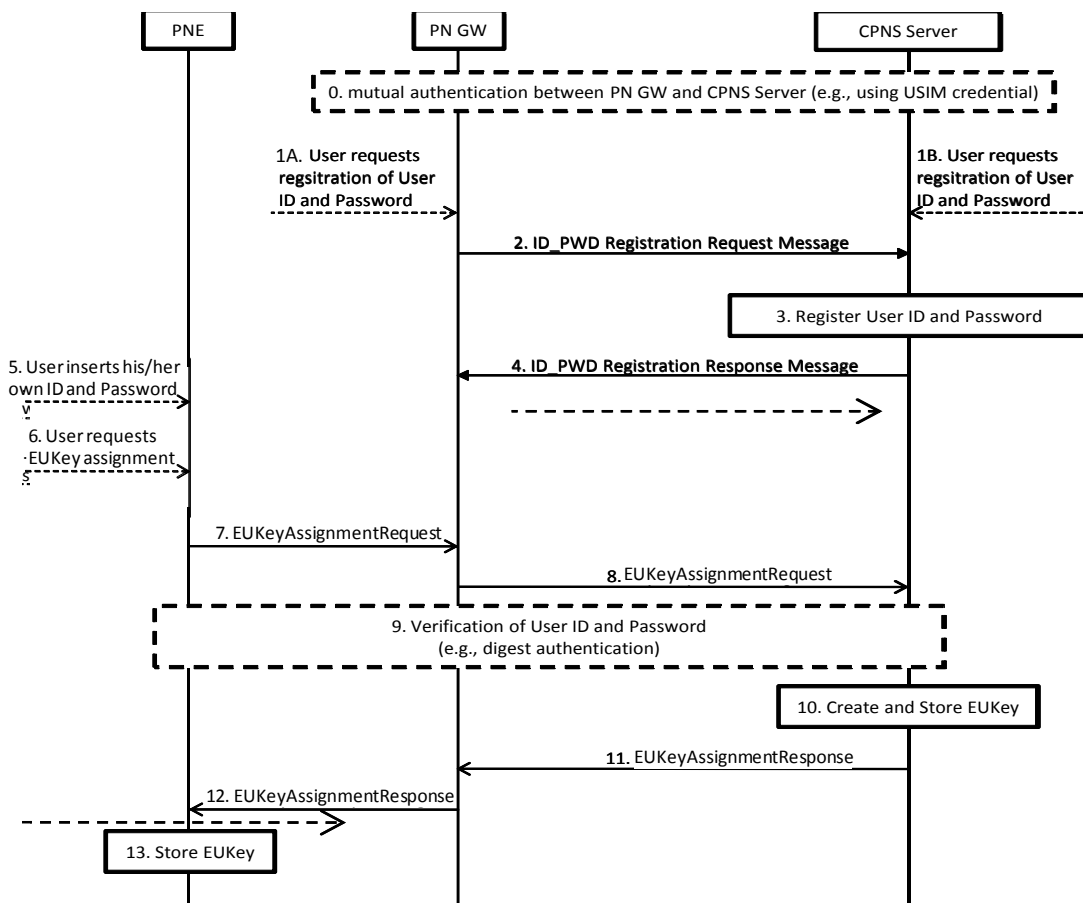 PNE
PN GW
CPNS Server
0. mutual authentication between PN GW and CPNS Server (e.g., using USIM credential)
1A. User requests
regsitration of User
ID and Password
1B. User requests
regsitration of User
ID and Password
2. ID_PWD Registration Request Message
3. Register User ID and Password
4. ID_PWD Registration Response Message
5. User inserts his/her
own ID and Password
6. User requests
EUKey assignment
7. EUKeyAssignmentRequest
8. EUKeyAssignmentRequest
9. Verification of User ID and Password
(e.g., digest authentication)
10. Create and Store EUKey
11. EUKeyAssignmentResponse
12. EUKeyAssignmentResponse
13. Store EUKey